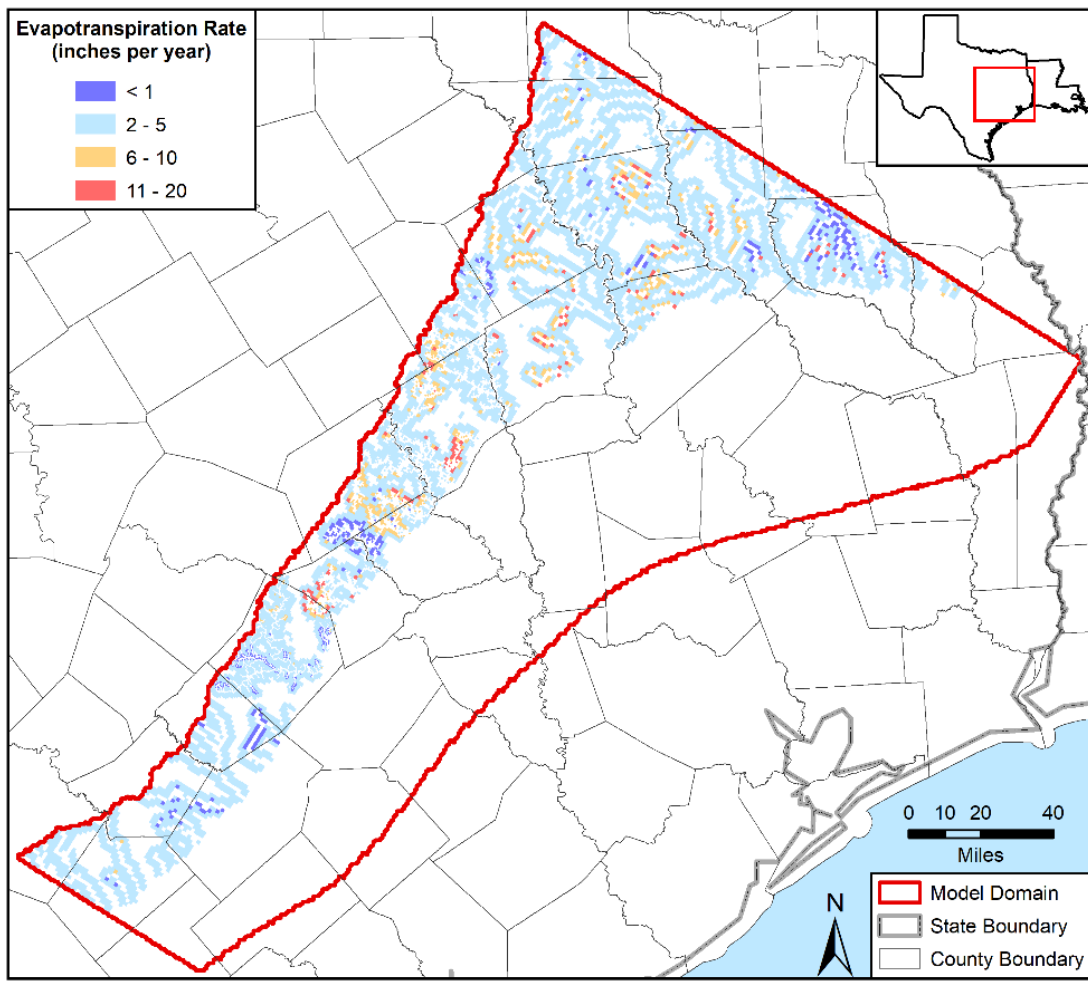 Evapotranspiration Rate
(inches per year)
< 1
2 - 5
6 - 10
11 - 20
0 10 20 40
Miles
N
Model Domain
State Boundary
County Boundary